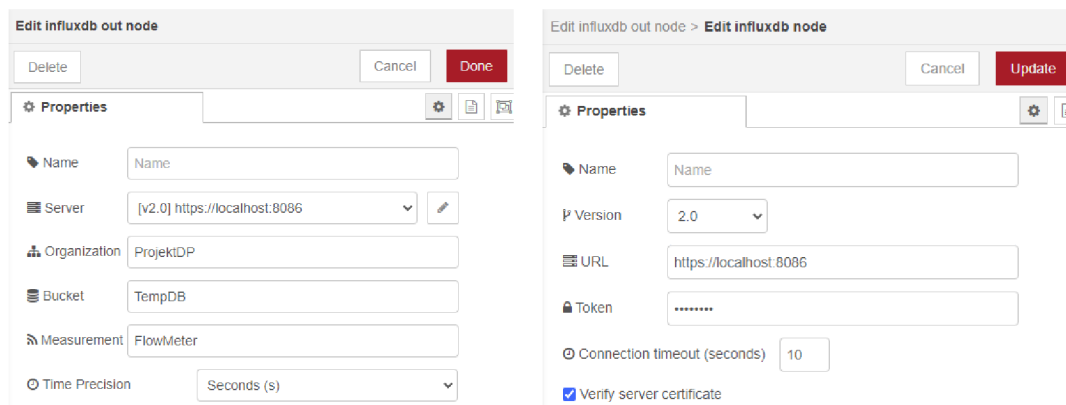 Edit influxdb out node
Delete
Cancel
Done
Properties
Name
Name
Server
[v2.0] https://localhost:8086
Organization
ProjektDP
Bucket
TempDB
Measurement
FlowMeter
Time Precision
Seconds (s)
Edit influxdb out node > Edit influxdb node
Delete
Cancel
Update
Properties
Name
Name
Version
2.0
URL
https://localhost:8086
Token
••••••••
Connection timeout (seconds)
10
Verify server certificate